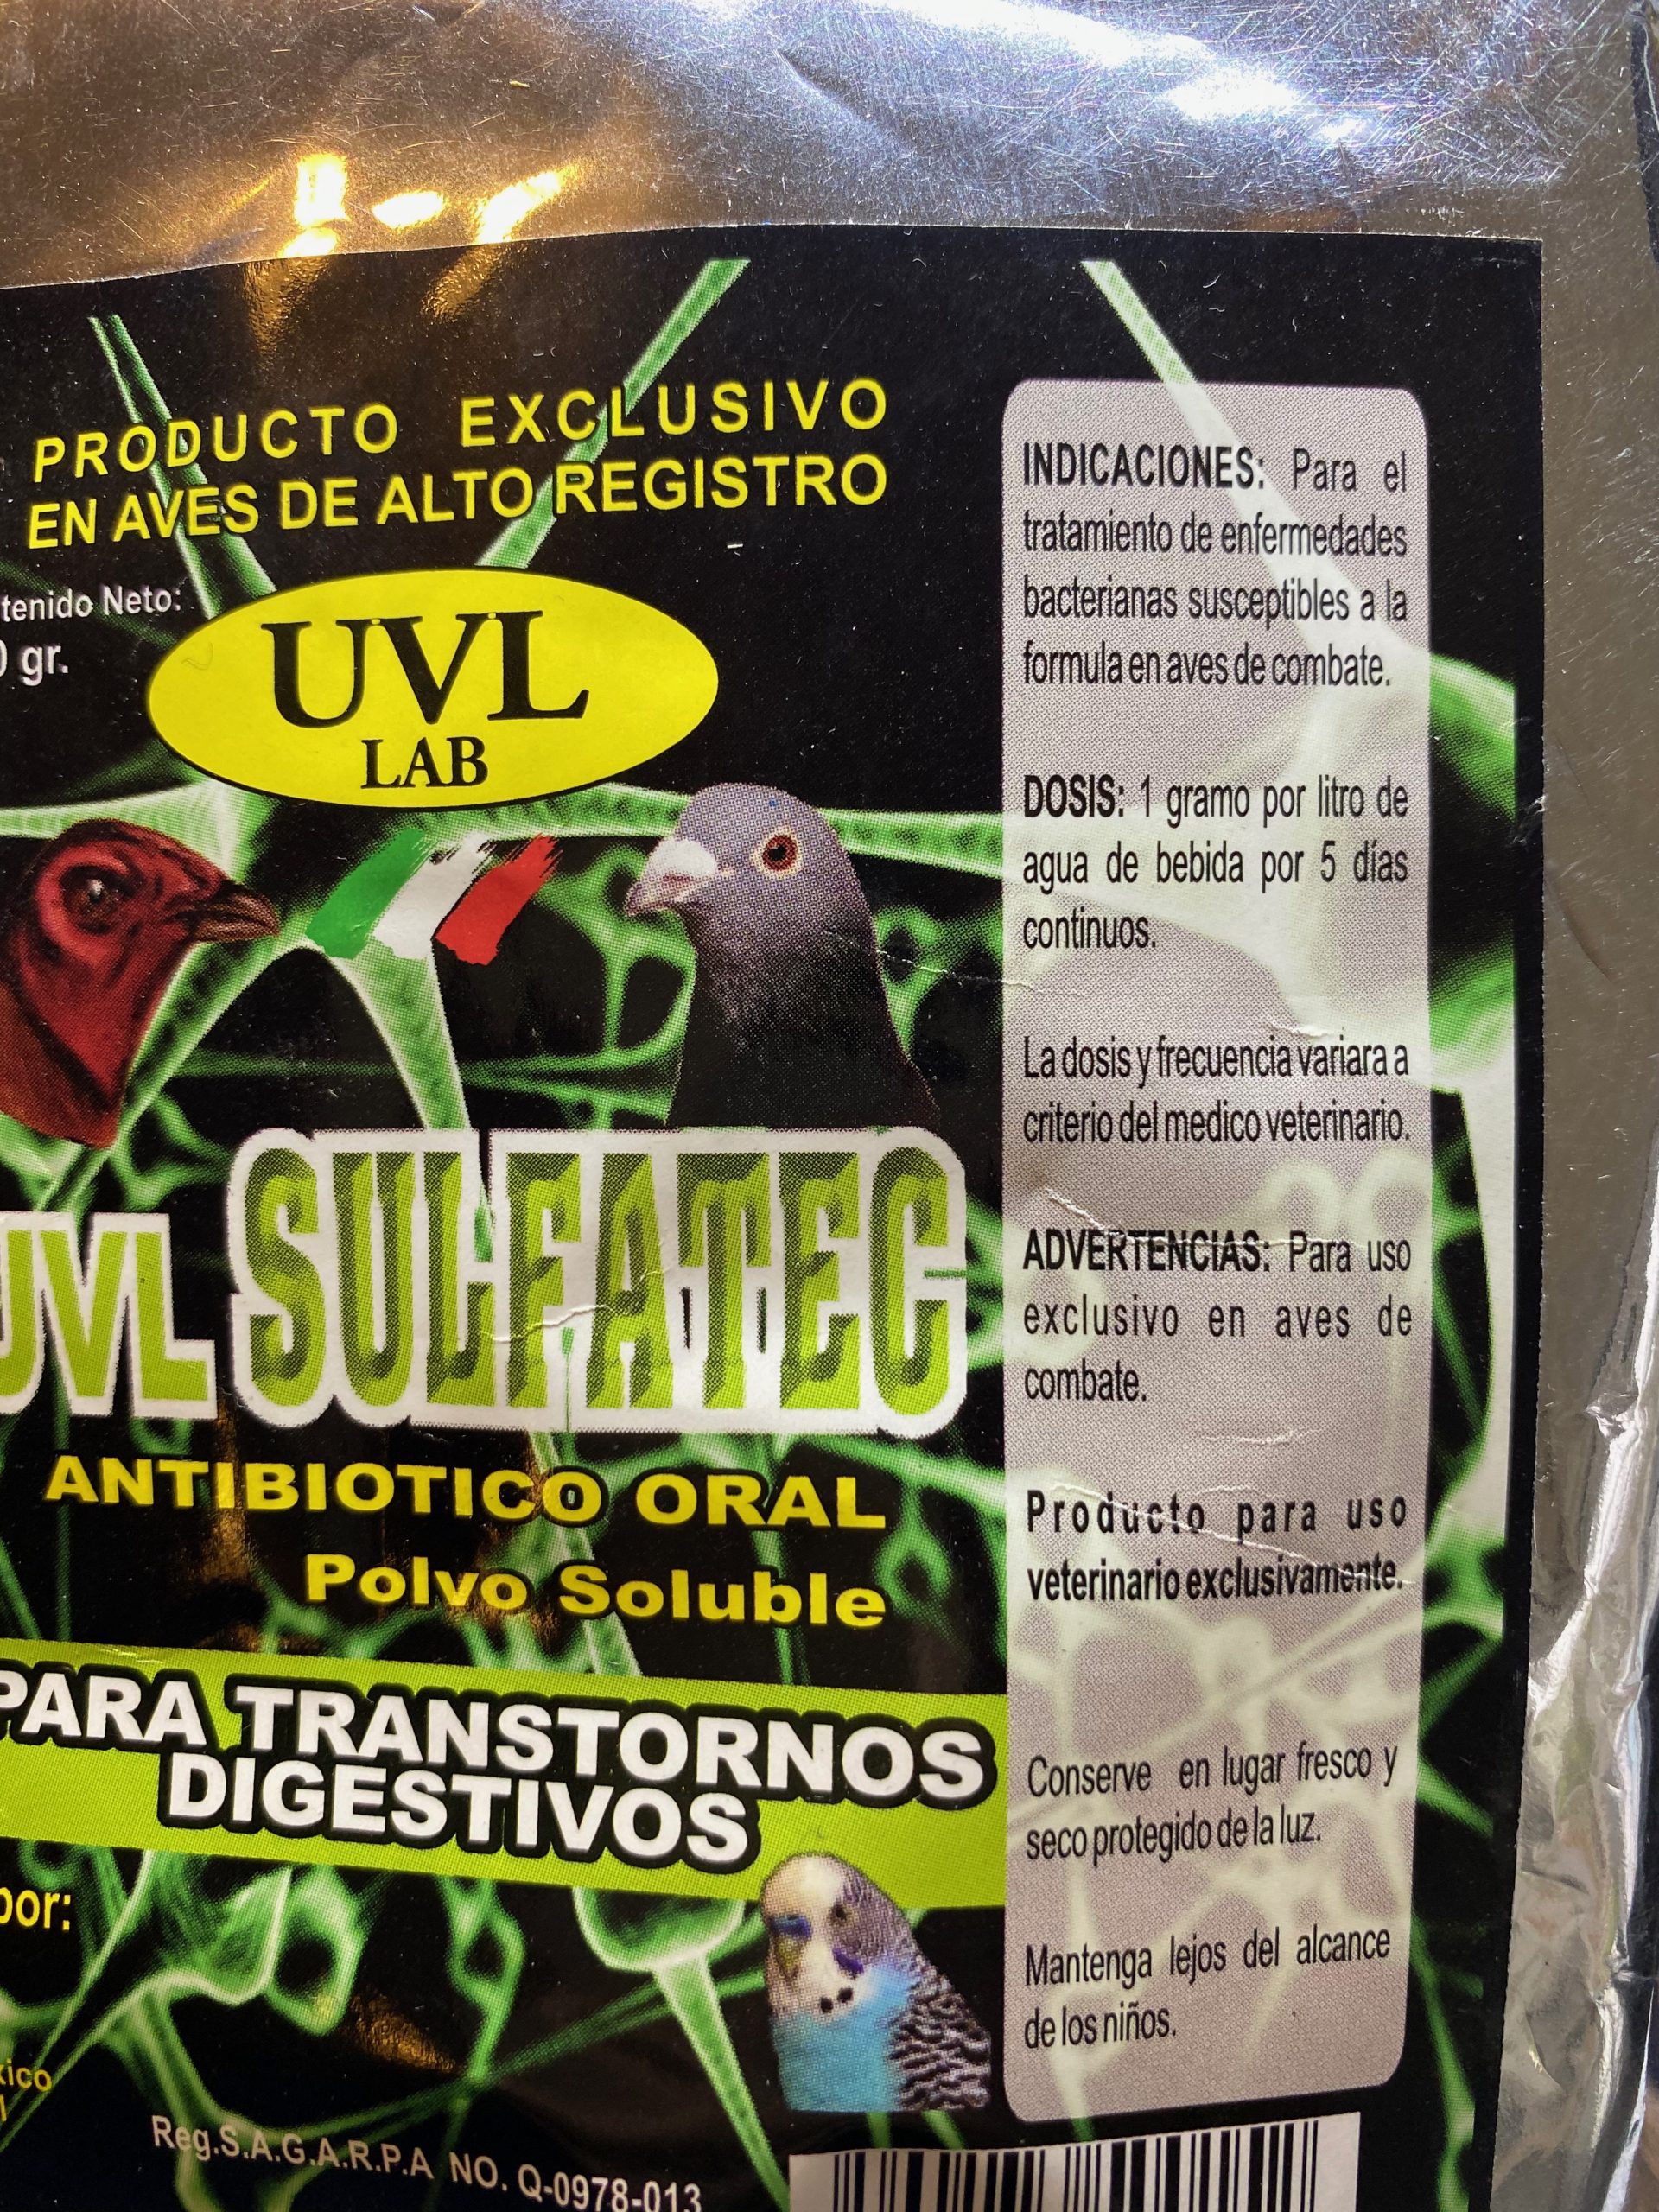 PRODUCTO EXCLUSIVO
EN AVES DE ALTO REGISTRO
Neto:
gr.
UVL
LAB
UVL SULFATEC
ANTIBIOTICO ORAL
Polvo Soluble
PARA TRANSTORNOS
DIGESTIVOS
por:
Reg.S.A.G.A.R.P.A NO. Q-0978-013
INDICACIONES: Para el
tratamiento de enfermedades
bacterianas susceptibles a la
formula en aves de combate.
DOSIS: 1 gramo por litro de
agua de bebida por 5 días
continuos.
La dosis y frecuencia variara a
criterio del medico veterinario.
ADVERTENCIAS: Para uso
exclusivo en aves de
combate.
Producto para uso
veterinario exclusivamente.
Conserve en lugar fresco y
seco protegido de la luz.
Mantenga lejos del alcance
de los niños.